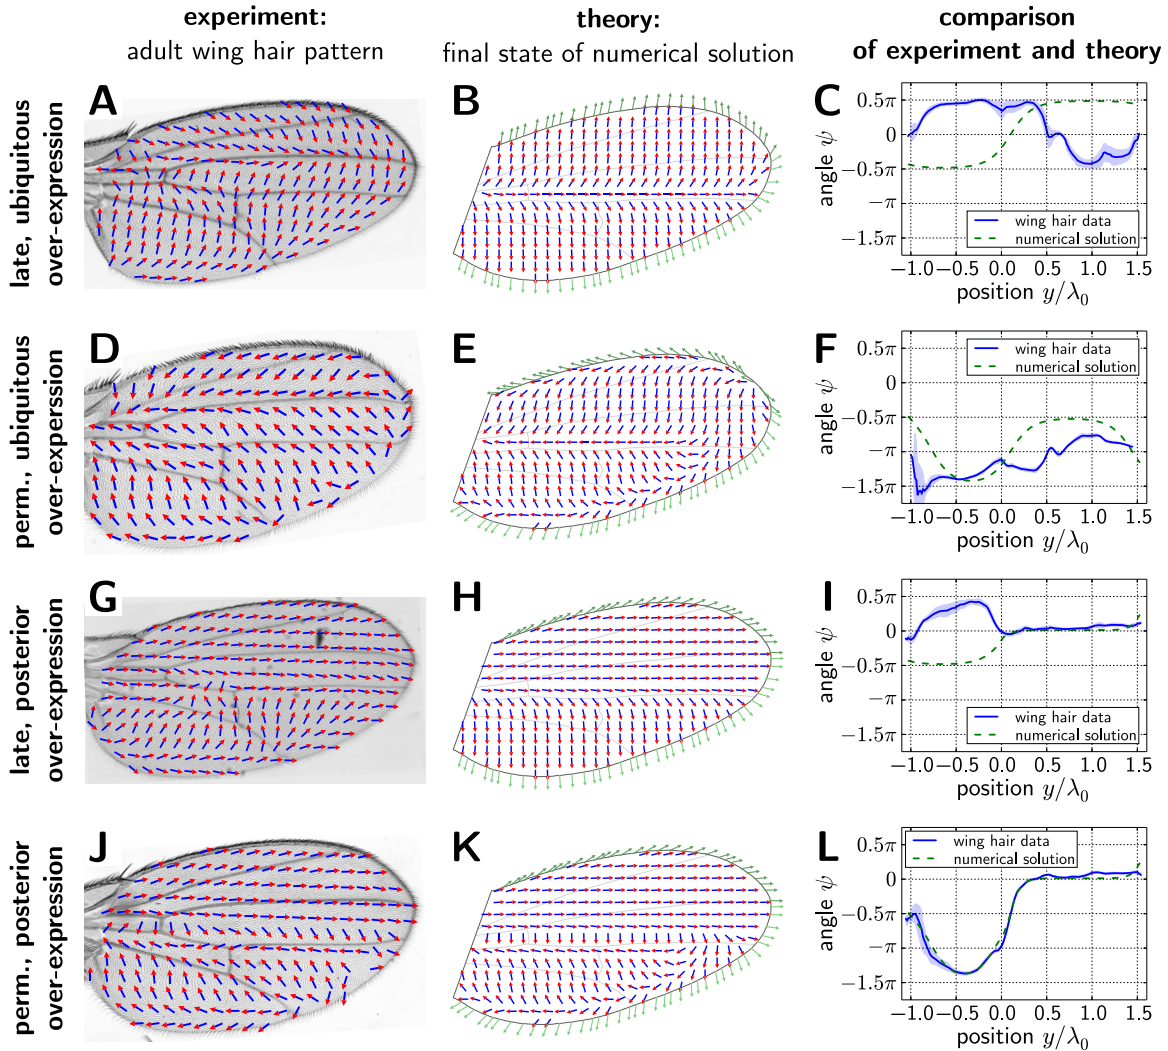 experiment:
adult wing hair pattern
theory:
final state of numerical solution
comparison
of experiment and theory
late, ubiquitous
over-expression
A
B
C
0.5π
0
−0.5π
−π
−1.5π
angle ψ
wing hair data
numerical solution
−1.0 −0.5 0.0 0.5 1.0 1.5
position y/λ₀
perm., ubiquitous
over-experssion
D
E
F
0.5π
0
−0.5π
−π
−1.5π
angle ψ
wing hair data
numerical solution
−1.0 −0.5 0.0 0.5 1.0 1.5
position y/λ₀
late, posterior
over-expression
G
H
I
0.5π
0
−0.5π
−π
−1.5π
angle ψ
wing hair data
numerical solution
−1.0 −0.5 0.0 0.5 1.0 1.5
position y/λ₀
perm., posterior
over-expression
J
K
L
0.5π
0
−0.5π
−π
−1.5π
angle ψ
wing hair data
numerical solution
−1.0 −0.5 0.0 0.5 1.0 1.5
position y/λ₀